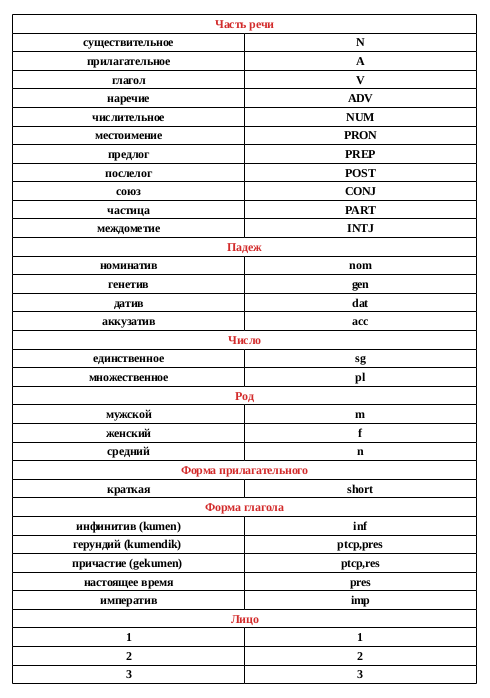 Часть речи
существительное N
прилагательное A
глагол V
наречие ADV
числительное NUM
местоимение PRON
предлог PREP
послелог POST
союз CONJ
частица PART
междометие INTJ
Падеж
номинатив nom
генетив gen
датив dat
аккузатив acc
Число
единственное sg
множественное pl
Род
мужской m
женский f
средний n
Форма прилагательного
краткая short
Форма глагола
инфинитив (kumen) inf
герундий (kumendik) ptcp,pres
причастие (gekumen) ptcp,res
настоящее время pres
императив imp
Лицо
1 1
2 2
3 3